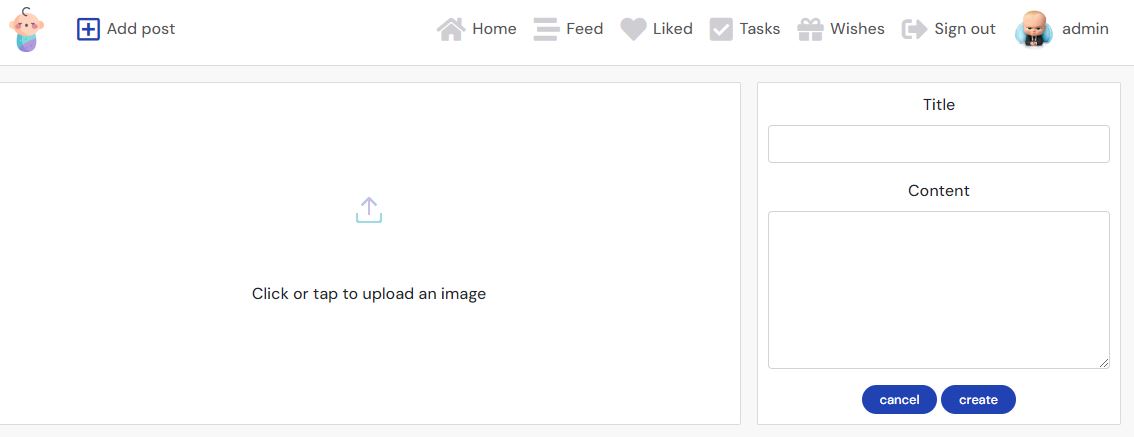 Add post
Home
Feed
Liked
Tasks
Wishes
Sign out
admin
Click or tap to upload an image
Title
Content
cancel
create